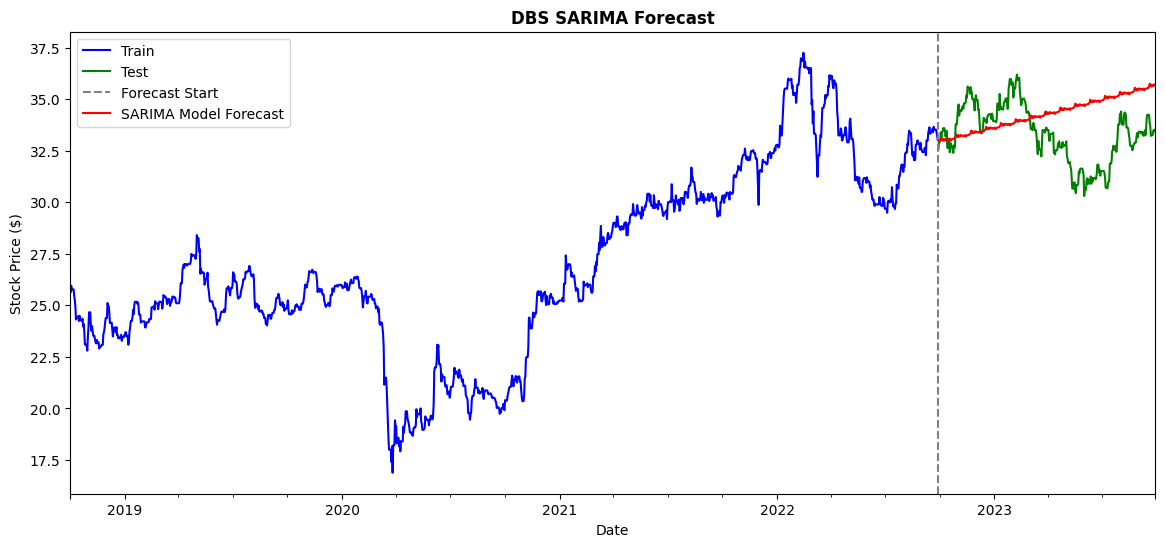 DBS SARIMA Forecast
Train
Test
Forecast Start
SARIMA Model Forecast
37.5
35.0
32.5
30.0
27.5
25.0
22.5
20.0
17.5
Stock Price ($)
2019
2020
2021
2022
2023
Date